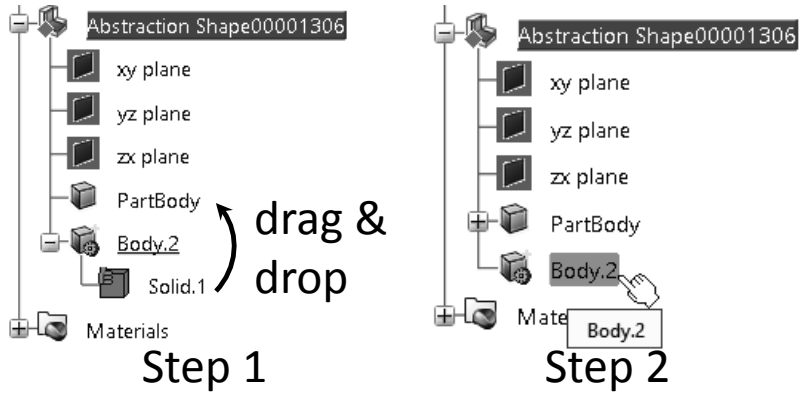 Abstraction Shape00001306
xy plane
yz plane
zx plane
PartBody
Body.2
Solid.1
Materials
drag &
drop
Step 1
Abstraction Shape00001306
xy plane
yz plane
zx plane
PartBody
Body.2
Mate
Body.2
Step 2